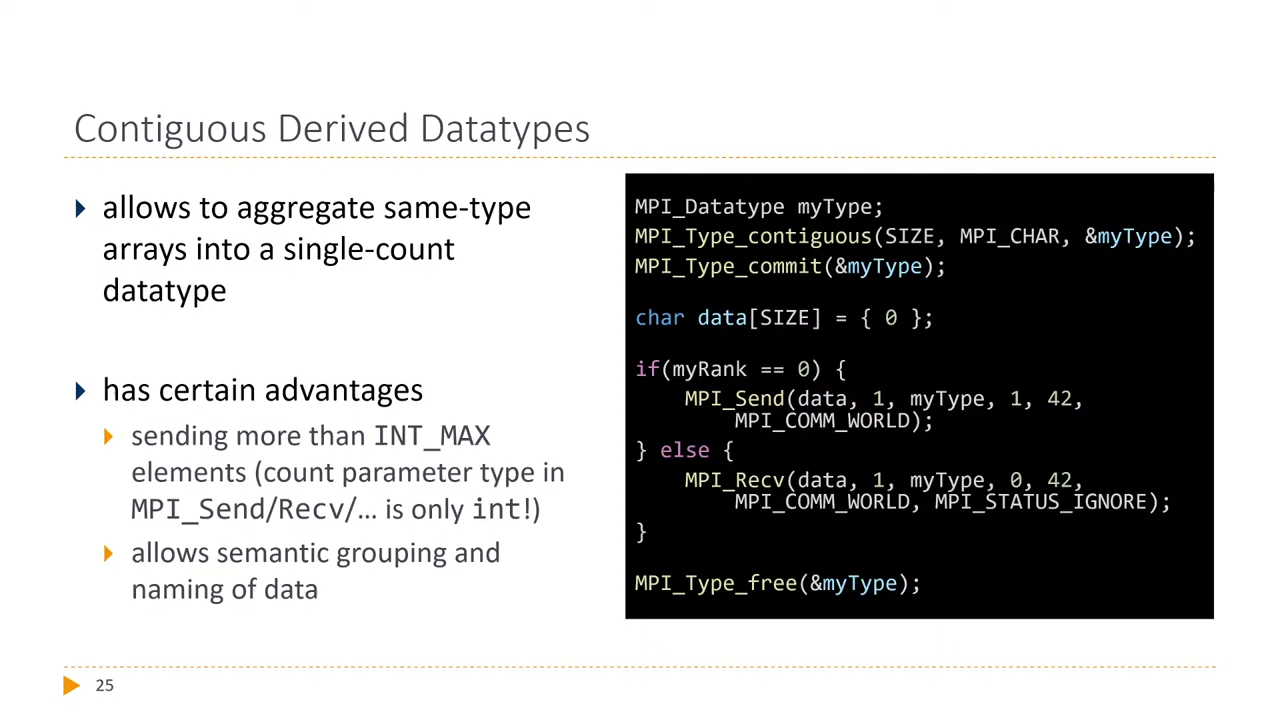 Contiguous Derived Datatypes
allows to aggregate same-type
arrays into a single-count
datatype
has certain advantages
sending more than INT_MAX
elements (count parameter type in
MPI_Send/Recv/… is only int!)
allows semantic grouping and
naming of data
MPI_Datatype myType;
MPI_Type_contiguous(SIZE, MPI_CHAR, &myType);
MPI_Type_commit(&myType);
char data[SIZE] = { 0 };
if(myRank == 0) {
MPI_Send(data, 1, myType, 1, 42,
MPI_COMM_WORLD);
} else {
MPI_Recv(data, 1, myType, 0, 42,
MPI_COMM_WORLD, MPI_STATUS_IGNORE);
}
MPI_Type_free(&myType);
25